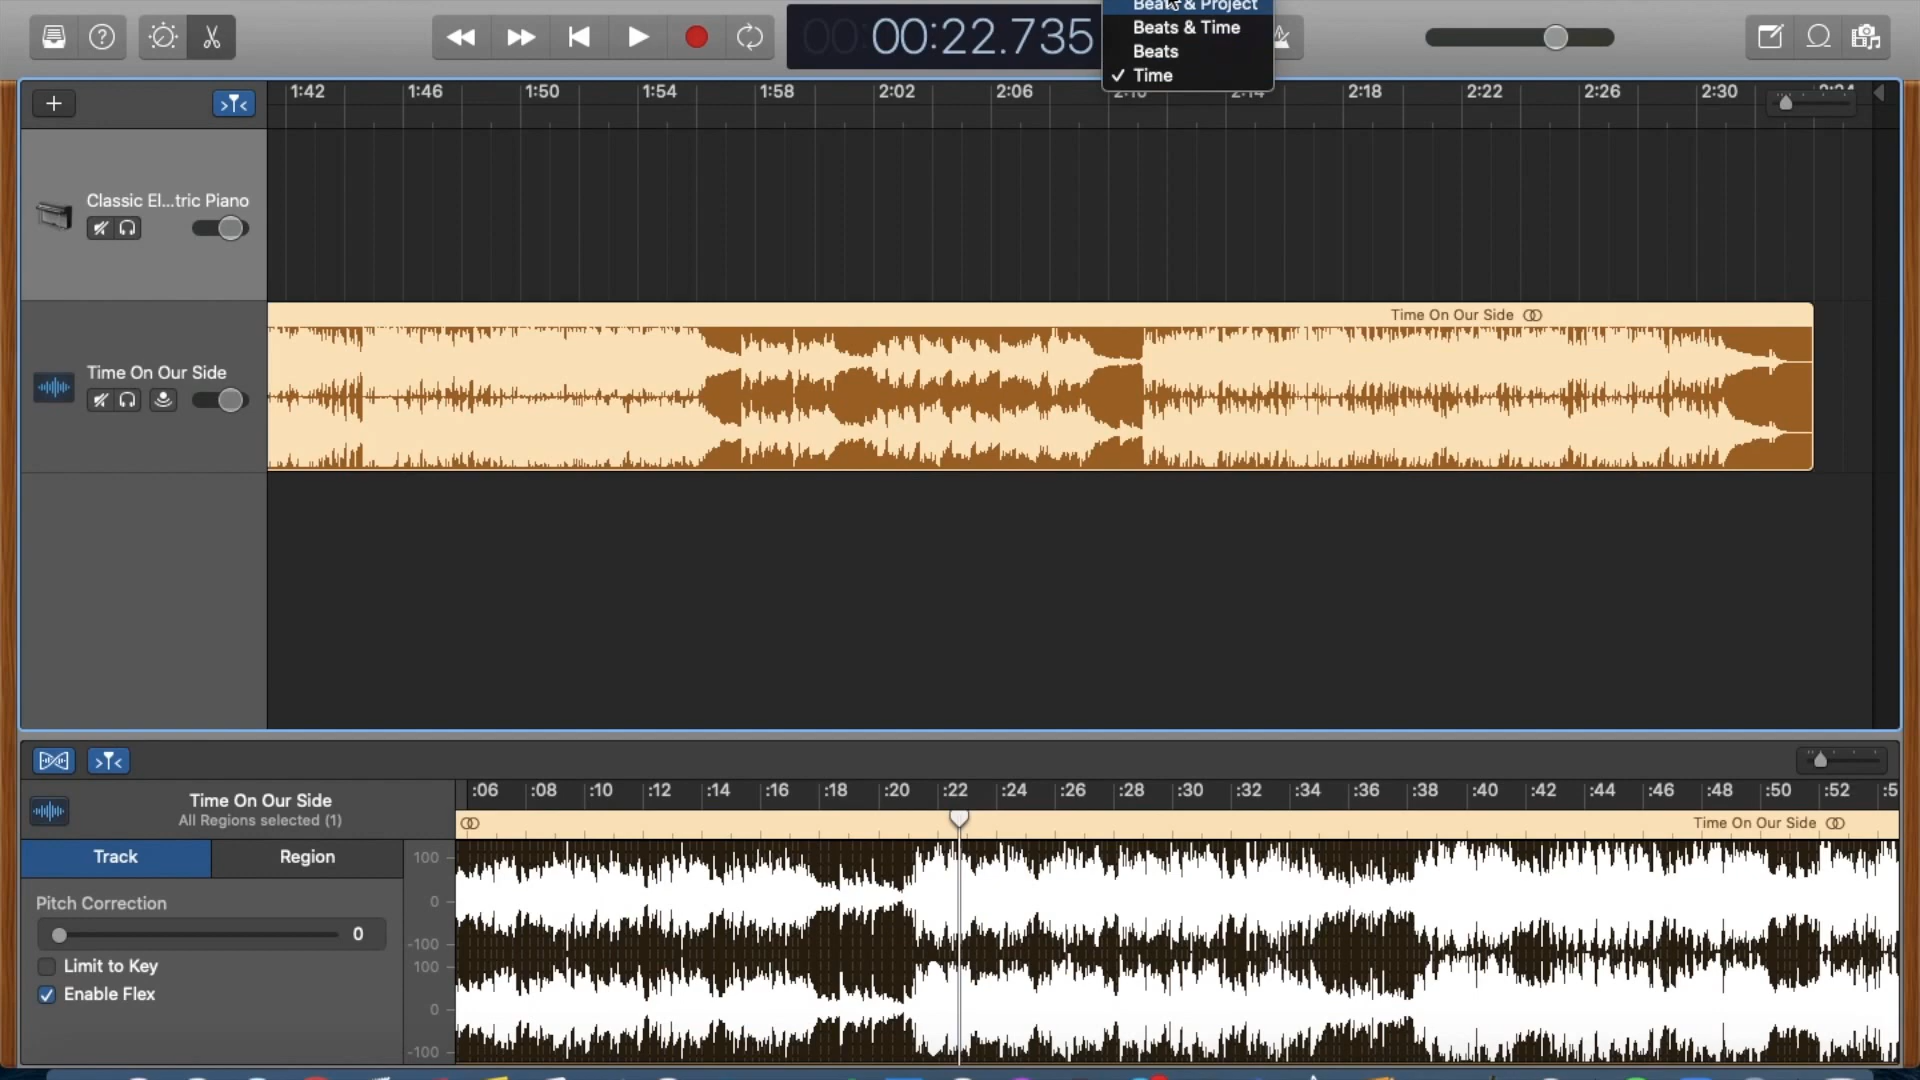 Beats & Project
Beats & Time
Beats
✓ Time
00:00:22.735
1:42 1:46 1:50 1:54 1:58 2:02 2:06 2:10 2:14 2:18 2:22 2:26 2:30 2:34
Classic El...tric Piano
Time On Our Side
Time On Our Side
:06 :08 :10 :12 :14 :16 :18 :20 :22 :24 :26 :28 :30 :32 :34 :36 :38 :40 :42 :44 :46 :48 :50 :52 :5
Time On Our Side
All Regions selected (1)
Time On Our Side
Track Region
Pitch Correction
0
Limit to Key
Enable Flex
100
0
-100
100
0
-100